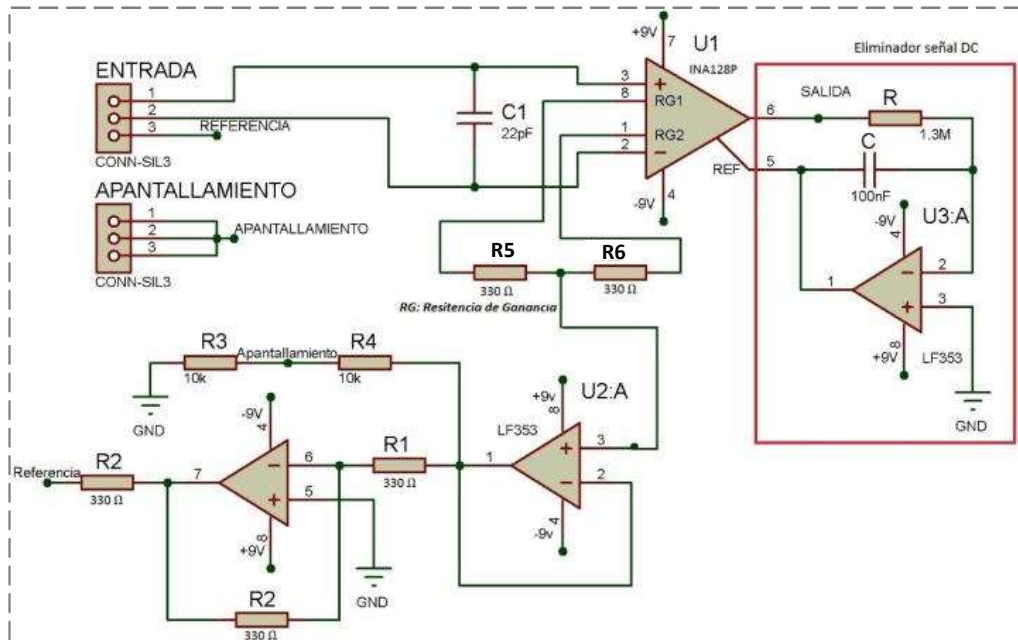 ENTRADA
1
2
3
REFERENCIA
CONN-SIL3
APANTALLAMIENTO
1
2
3
APANTALLAMIENTO
CONN-SIL3
C1
22pF
+9V
7
U1
INA128P
3
+
8
RG1
1
RG2
2
−
6
REF
5
4
-9V
Eliminador señal DC
SALIDA
R
1.3M
C
100nF
-9V
4
U3:A
−
2
+
3
1
8
+9V
LF353
GND
R5
330 Ω
R6
330 Ω
RG: Resitencia de Ganancia
R3
10k
Apantallamiento
R4
10k
GND
+9v
8
U2:A
LF353
1
+
3
−
2
4
-9v
-9V
4
−
6
+
5
7
8
+9V
R1
330 Ω
Referencia
R2
330 Ω
GND
R2
330 Ω